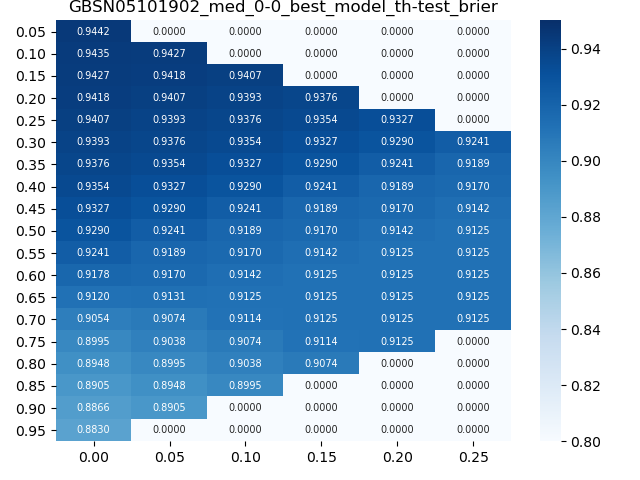 GBSN05101902_med_0-0_best_model_th-test_brier
0.05 0.9442 0.0000 0.0000 0.0000 0.0000 0.0000
0.10 0.9435 0.9427 0.0000 0.0000 0.0000 0.0000
0.15 0.9427 0.9418 0.9407 0.0000 0.0000 0.0000
0.20 0.9418 0.9407 0.9393 0.9376 0.0000 0.0000
0.25 0.9407 0.9393 0.9376 0.9354 0.9327 0.0000
0.30 0.9393 0.9376 0.9354 0.9327 0.9290 0.9241
0.35 0.9376 0.9354 0.9327 0.9290 0.9241 0.9189
0.40 0.9354 0.9327 0.9290 0.9241 0.9189 0.9170
0.45 0.9327 0.9290 0.9241 0.9189 0.9170 0.9142
0.50 0.9290 0.9241 0.9189 0.9170 0.9142 0.9125
0.55 0.9241 0.9189 0.9170 0.9142 0.9125 0.9125
0.60 0.9178 0.9170 0.9142 0.9125 0.9125 0.9125
0.65 0.9120 0.9131 0.9125 0.9125 0.9125 0.9125
0.70 0.9054 0.9074 0.9114 0.9125 0.9125 0.9125
0.75 0.8995 0.9038 0.9074 0.9114 0.9125 0.0000
0.80 0.8948 0.8995 0.9038 0.9074 0.0000 0.0000
0.85 0.8905 0.8948 0.8995 0.0000 0.0000 0.0000
0.90 0.8866 0.8905 0.0000 0.0000 0.0000 0.0000
0.95 0.8830 0.0000 0.0000 0.0000 0.0000 0.0000
0.00 0.05 0.10 0.15 0.20 0.25
0.94
0.92
0.90
0.88
0.86
0.84
0.82
0.80